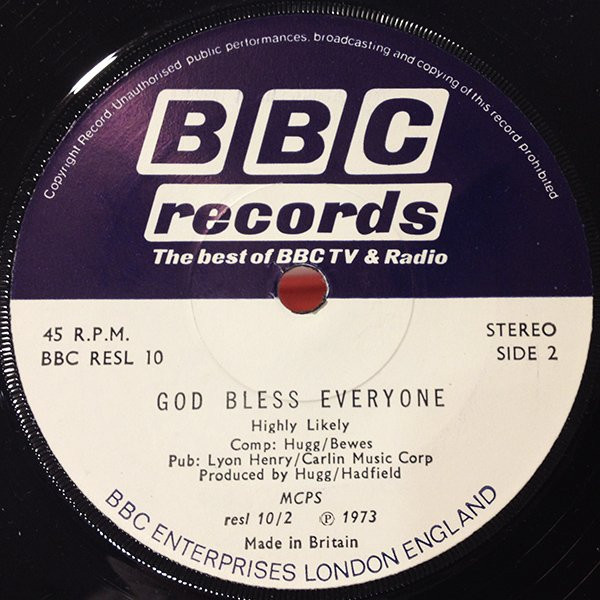 Copyright Record. Unauthorised public performances, broadcasting and copying of this record prohibited
BBC
records
The best of BBC TV & Radio
45 R.P.M.
BBC RESL 10
STEREO
SIDE 2
GOD BLESS EVERYONE
Highly Likely
Comp: Hugg/Bewes
Pub: Lyon Henry/Carlin Music Corp
Produced by Hugg/Hadfield
MCPS
resl 10/2 ℗ 1973
Made in Britain
BBC ENTERPRISES LONDON ENGLAND